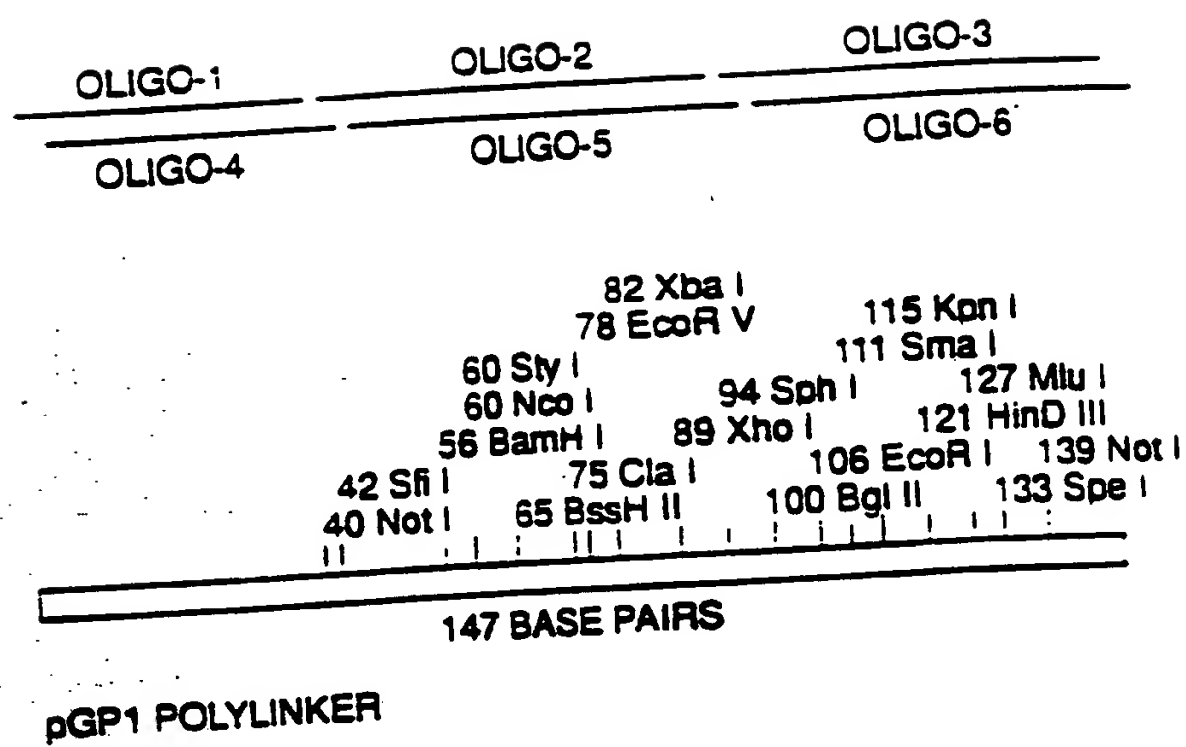 OLIGO-1 OLIGO-2 OLIGO-3
OLIGO-4 OLIGO-5 OLIGO-6
82 Xba I
78 EcoR V
115 Kpn I
111 Sma I
60 Sty I
60 Nco I
56 BamH I
94 Sph I
89 Xho I
127 Mlu I
121 HinD III
42 Sfi I
40 Not I
75 Cla I
65 BssH II
106 EcoR I
100 Bgl II
139 Not I
133 Spe I
147 BASE PAIRS
pGP1 POLYLINKER